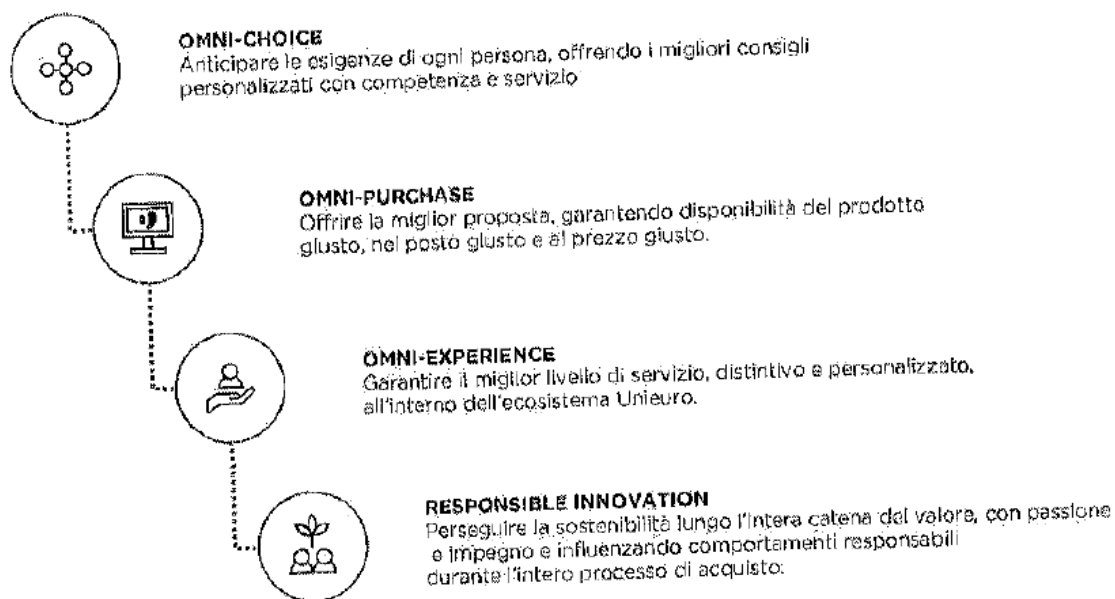 OMNI-CHOICE
Anticipare le esigenze di ogni persona, offrendo i migliori consigli
personalizzati con competenza e servizio
OMNI-PURCHASE
Offrire la miglior proposta, garantendo disponibilità del prodotto
giusto, nel posto giusto e al prezzo giusto.
OMNI-EXPERIENCE
Garantire il miglior livello di servizio, distintivo e personalizzato,
all'interno dell'ecosistema Unieuro.
RESPONSIBLE INNOVATION
Perseguire la sostenibilità lungo l'intera catena del valore, con passione
e impegno e influenzando comportamenti responsabili
durante l'intero processo di acquisto.